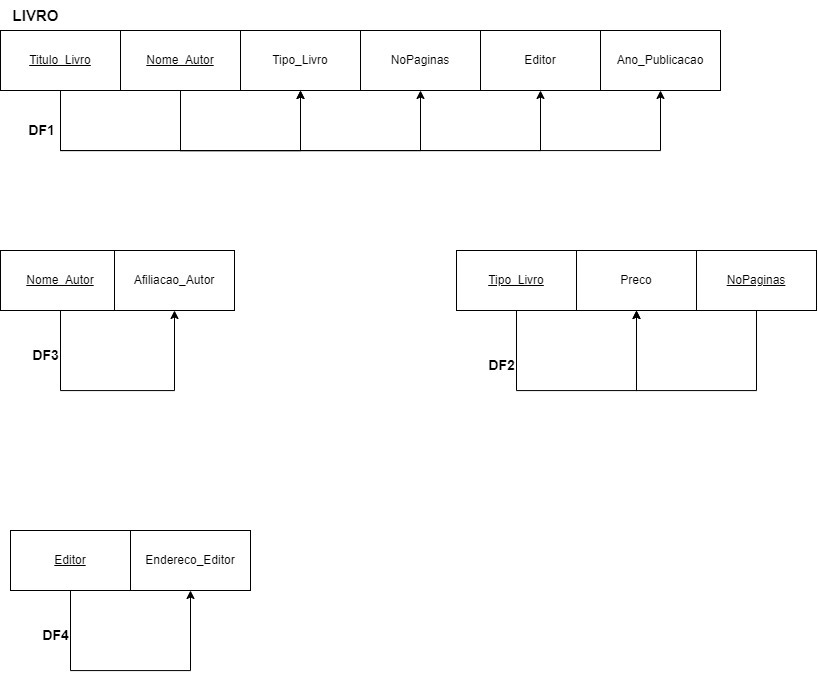 LIVRO
Titulo_Livro Nome_Autor Tipo_Livro NoPaginas Editor Ano_Publicacao
DF1
Nome_Autor Afiliacao_Autor
DF3
Tipo_Livro Preco NoPaginas
DF2
Editor Endereco_Editor
DF4